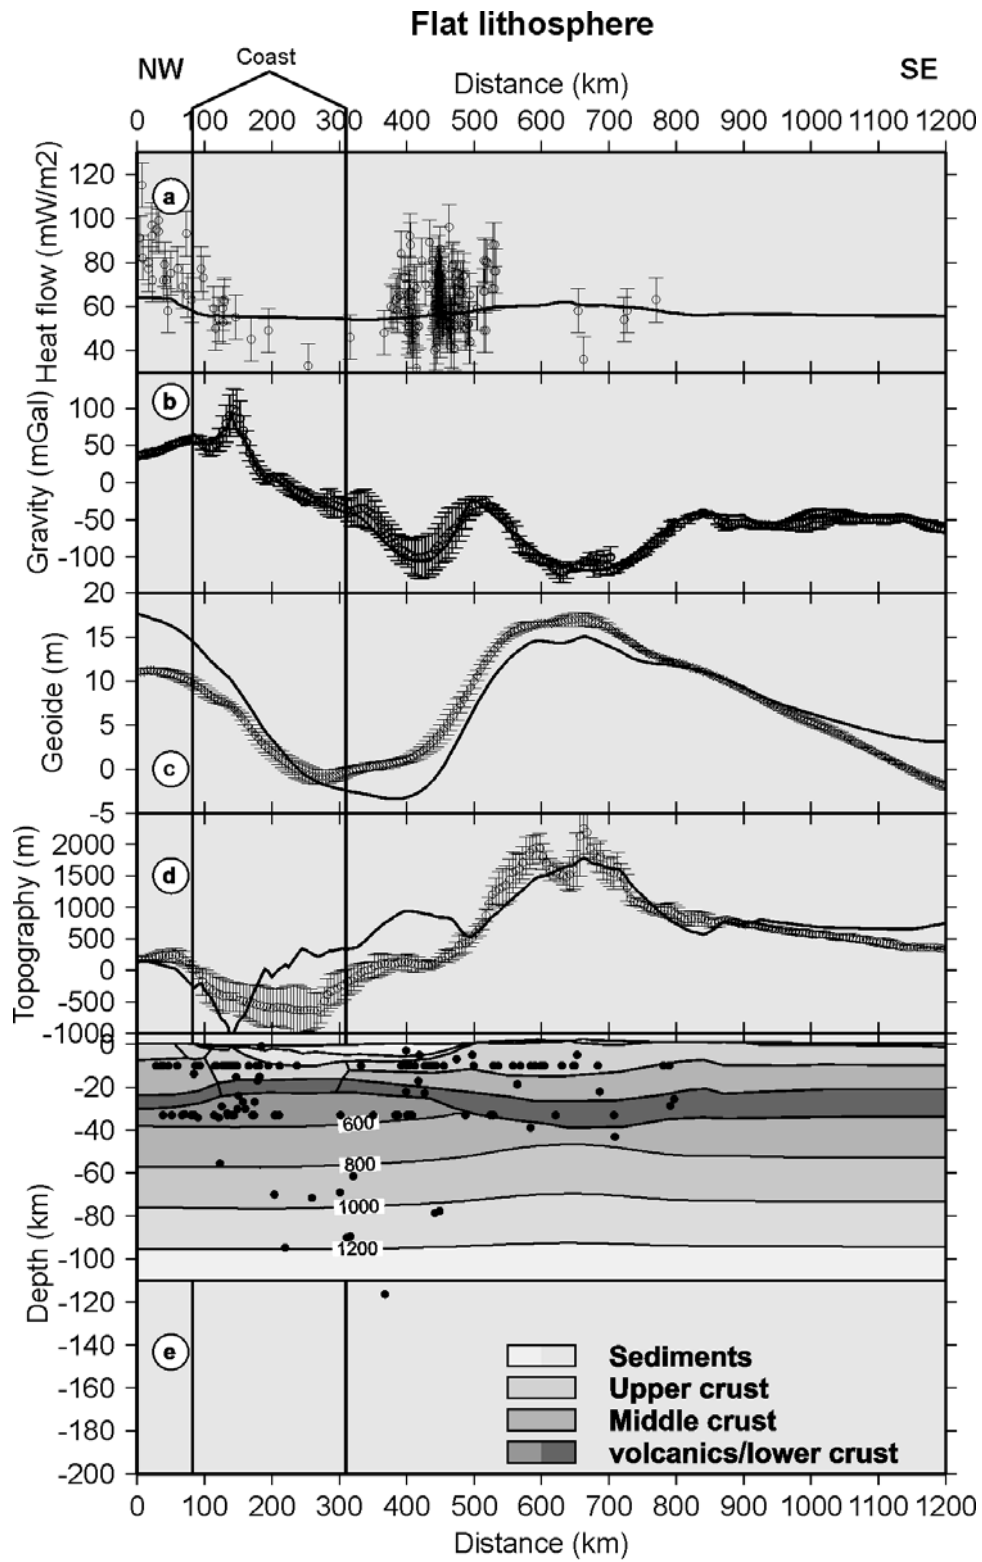 Flat lithosphere
Coast
NW
SE
Distance (km)
0 100 200 300 400 500 600 700 800 900 1000 1100 1200
Heat flow (mW/m2)
120
100
80
60
40
a
Gravity (mGal)
100
50
0
-50
-100
b
Geoide (m)
20
15
10
5
0
-5
c
Topography (m)
2000
1500
1000
500
0
-500
-1000
d
Depth (km)
0
-20
-40
-60
-80
-100
-120
-140
-160
-180
-200
600
800
1000
1200
e
Sediments
Upper crust
Middle crust
volcanics/lower crust
0 100 200 300 400 500 600 700 800 900 1000 1100 1200
Distance (km)